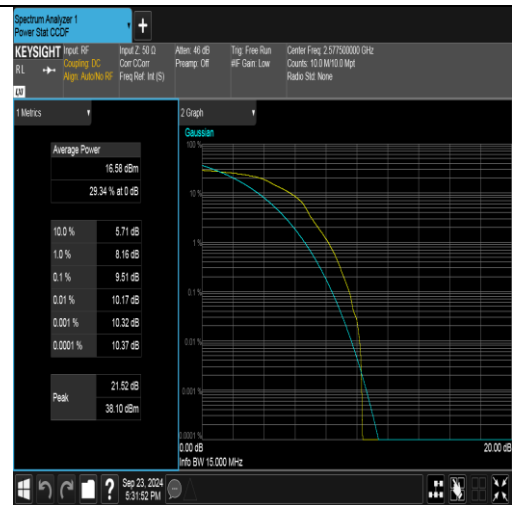 Spectrum Analyzer 1
Power Stat CCDF
+
KEYSIGHT
RL
LXI
Input: RF
Coupling: DC
Align: Auto/No RF
Input Z: 50 Ω
Corr CCorr
Freq Ref: Int (S)
Atten: 46 dB
Preamp: Off
Trig: Free Run
#IF Gain: Low
Center Freq: 2.577500000 GHz
Counts: 10.0 M/10.0 Mpt
Radio Std: None
1 Metrics
Average Power
16.58 dBm
29.34 % at 0 dB
10.0 % 5.71 dB
1.0 % 8.16 dB
0.1 % 9.51 dB
0.01 % 10.17 dB
0.001 % 10.32 dB
0.0001 % 10.37 dB
Peak
21.52 dB
38.10 dBm
2 Graph
Gaussian
100 %
10 %
1 %
0.1 %
0.01 %
0.001 %
0.0001 %
0.00 dB 20.00 dB
Info BW 15.000 MHz
?
Sep 23, 2024
5:31:52 PM